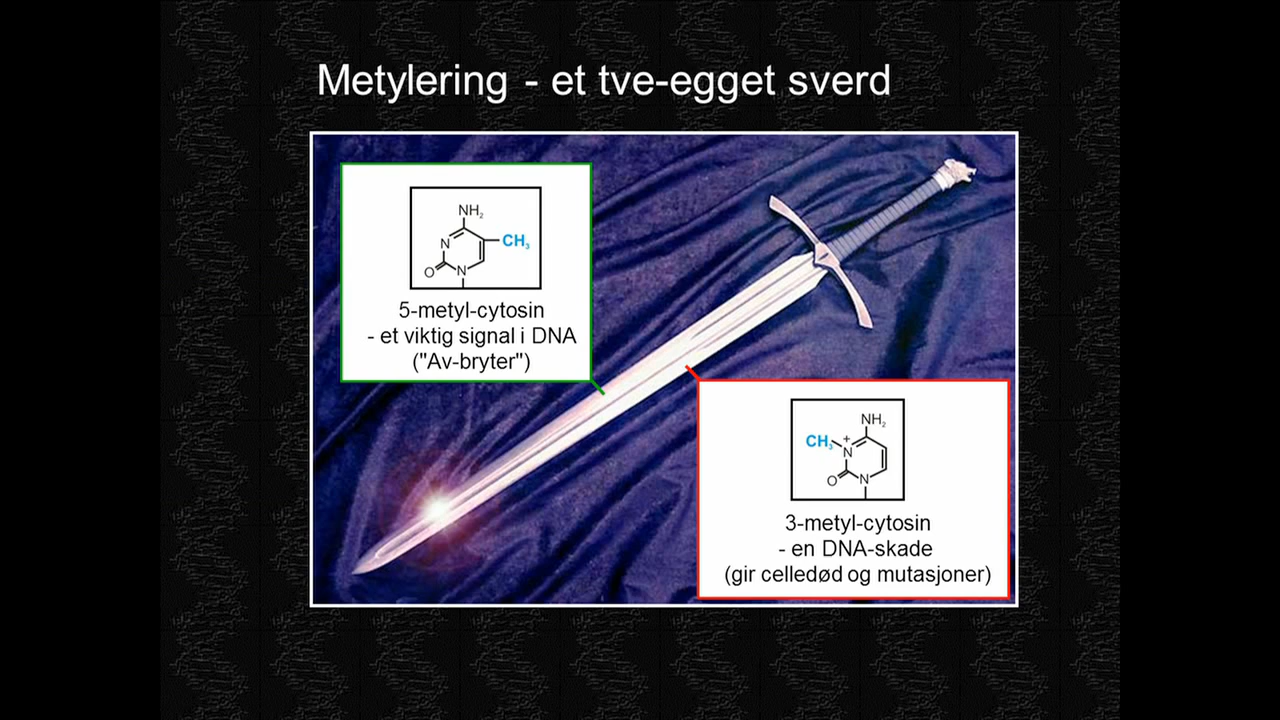 Metylering - et tve-egget sverd
NH₂
N
CH₃
O
N
5-metyl-cytosin
- et viktig signal i DNA
("Av-bryter")
NH₂
CH₃
+
N
O
N
3-metyl-cytosin
- en DNA-skade
(gir celledød og mutasjoner)